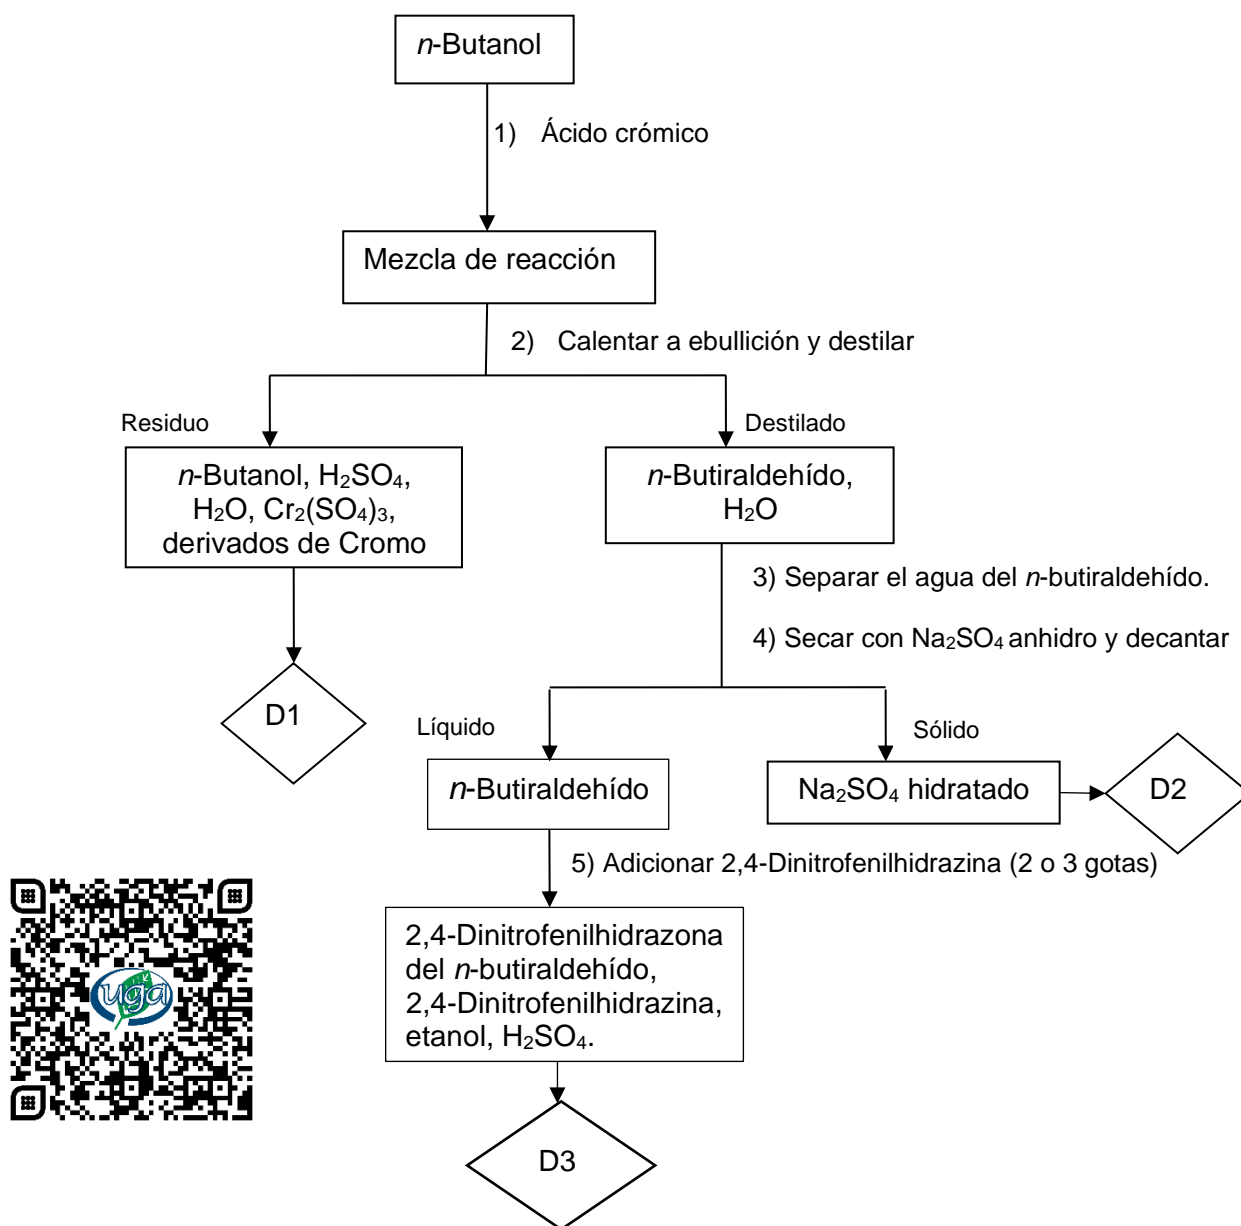 n-Butanol
1) Ácido crómico
Mezcla de reacción
2) Calentar a ebullición y destilar
Residuo
Destilado
n-Butanol, H₂SO₄,
H₂O, Cr₂(SO₄)₃,
derivados de Cromo
n-Butiraldehído,
H₂O
3) Separar el agua del n-butiraldehído.
4) Secar con Na₂SO₄ anhidro y decantar
D1
Líquido
Sólido
n-Butiraldehído
Na₂SO₄ hidratado
D2
5) Adicionar 2,4-Dinitrofenilhidrazina (2 o 3 gotas)
2,4-Dinitrofenilhidrazona
del n-butiraldehído,
2,4-Dinitrofenilhidrazina,
etanol, H₂SO₄.
uga
D3